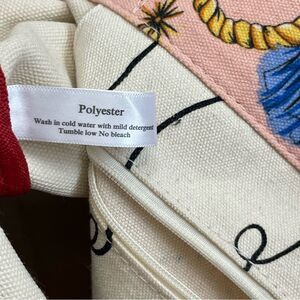 Polyester
Wash in cold water with mild detergent
Tumble low No bleach